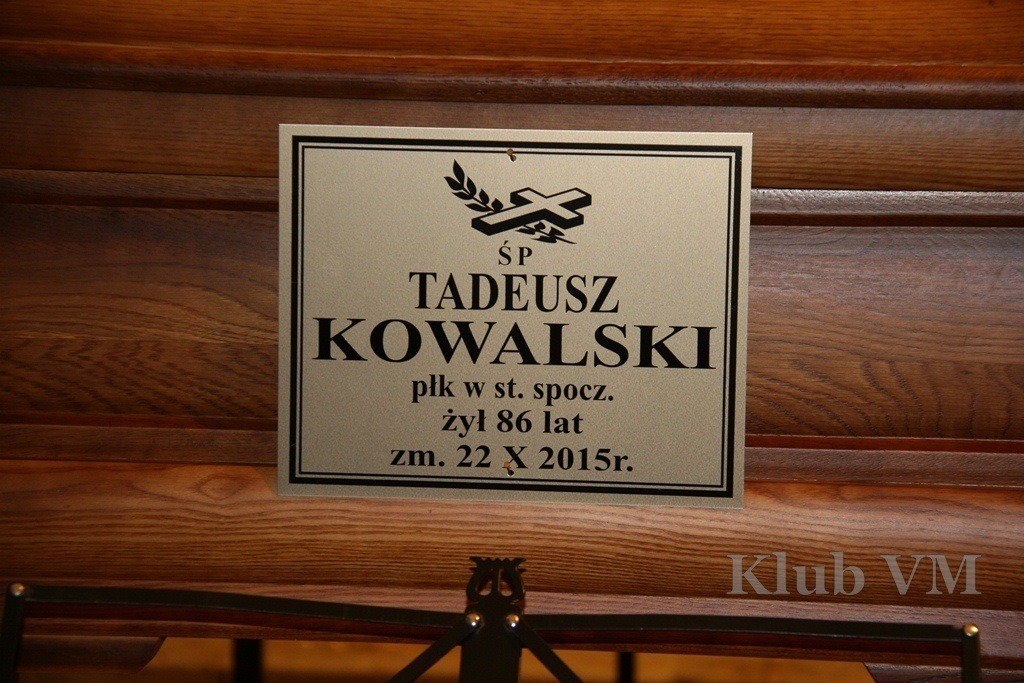 ŚP
TADEUSZ
KOWALSKI
płk w st. spocz.
żył 86 lat
zm. 22 X 2015r.
Klub VM